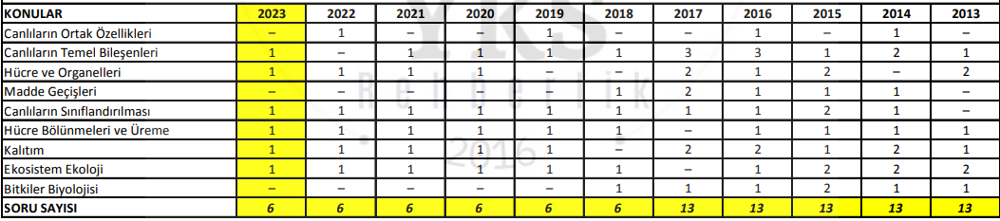 KONULAR 2023 2022 2021 2020 2019 2018 2017 2016 2015 2014 2013
Canlıların Ortak Özellikleri – 1 – – 1 – – 1 – 1 –
Canlıların Temel Bileşenleri 1 – 1 1 1 1 3 3 1 2 1
Hücre ve Organelleri 1 1 1 1 – – 2 1 2 – 2
Madde Geçişleri – – – – – 1 2 1 1 1 –
Canlıların Sınıflandırılması 1 1 1 1 1 1 1 1 2 1 –
Hücre Bölünmeleri ve Üreme 1 1 1 1 1 1 – 1 1 1 1
Kalıtım 1 1 1 1 1 – 2 2 1 2 1
Ekosistem Ekoloji 1 1 1 1 1 1 – 1 2 2 2
Bitkiler Biyolojisi – – – – – 1 1 1 2 1 1
SORU SAYISI 6 6 6 6 6 6 13 13 13 13 13
YKS
Rehberlik
2016